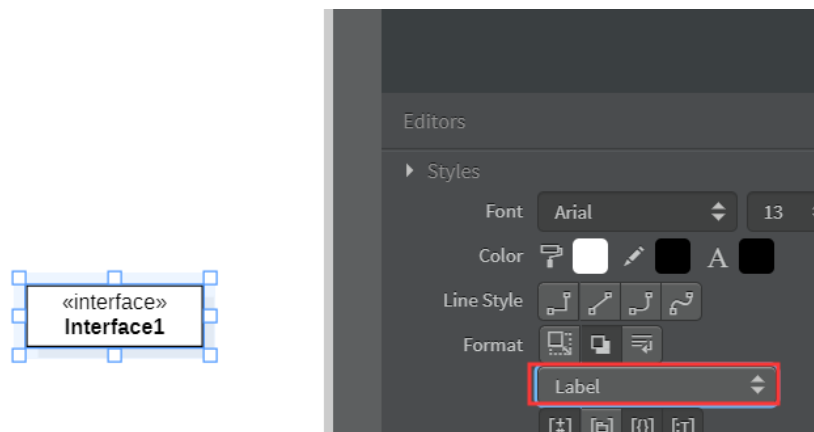 Editors
Styles
Font Arial 13
Color A
Line Style
«interface»
Interface1
Format
Label